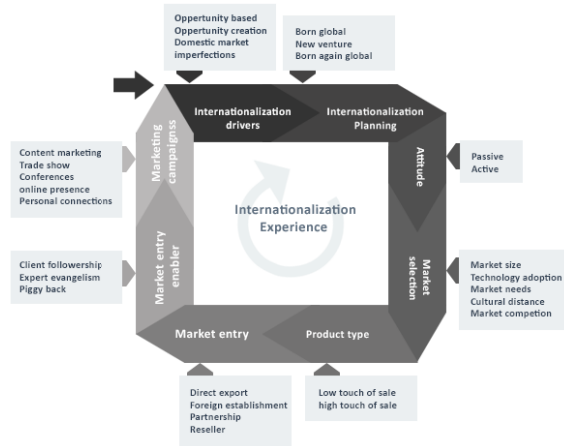 Oppertunity based
Oppertunity creation
Domestic market
imperfections
Born global
New venture
Born again global
Internationalization
drivers
Internationalization
Planning
Attitude
Passive
Active
Market
selection
Market size
Technology adoption
Market needs
Cultural distance
Market competion
Product type
Low touch of sale
high touch of sale
Market entry
Direct export
Foreign establishment
Partnership
Reseller
Market entry
enabler
Client followership
Expert evangelism
Piggy back
Marketing
campaignss
Content marketing
Trade show
Conferences
online presence
Personal connections
Internationalization
Experience